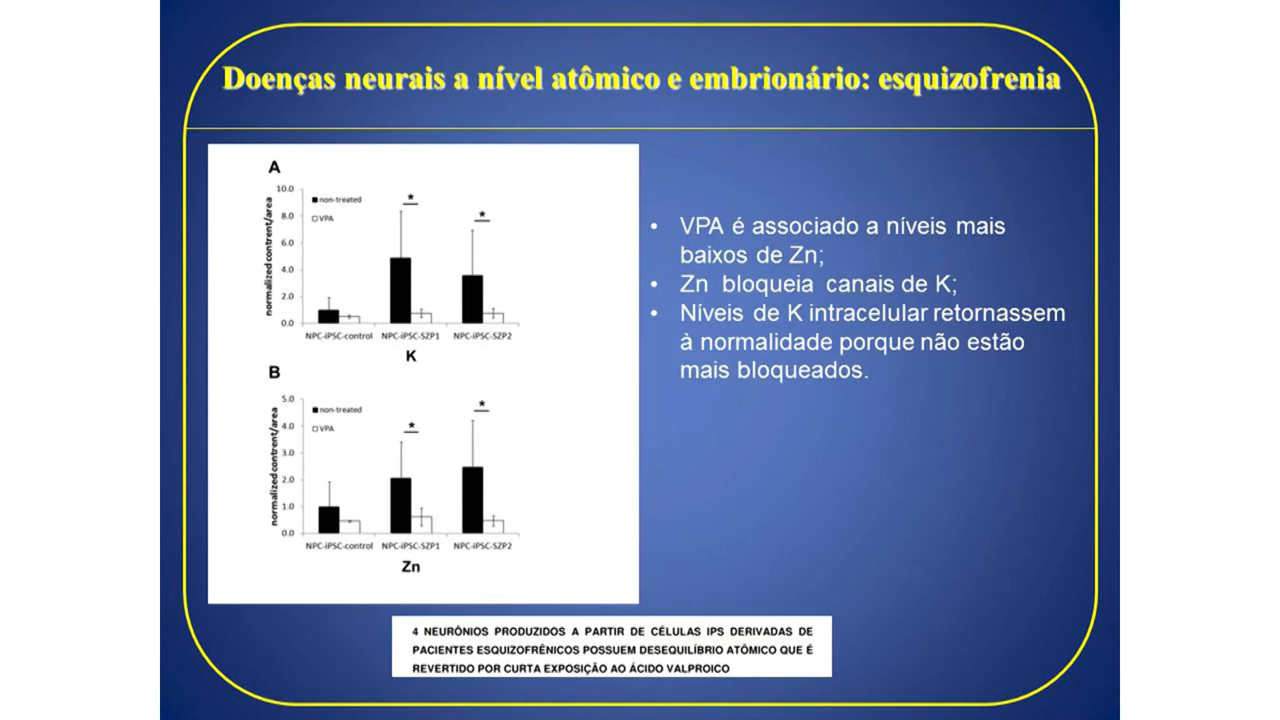 Doenças neurais a nível atômico e embrionário: esquizofrenia
A
normalized contrent/area
10.0
8.0
6.0
4.0
2.0
0.0
non-treated
VPA
*
*
NPC-iPSC-control NPC-iPSC-SZP1 NPC-iPSC-SZP2
K
B
normalized contrent/area
5.0
4.0
3.0
2.0
1.0
0.0
non-treated
VPA
*
*
NPC-iPSC-control NPC-iPSC-SZP1 NPC-iPSC-SZP2
Zn
• VPA é associado a níveis mais
baixos de Zn;
• Zn bloqueia canais de K;
• Níveis de K intracelular retornassem
à normalidade porque não estão
mais bloqueados.
4 NEURÔNIOS PRODUZIDOS A PARTIR DE CÉLULAS IPS DERIVADAS DE
PACIENTES ESQUIZOFRÊNICOS POSSUEM DESEQUILÍBRIO ATÔMICO QUE É
REVERTIDO POR CURTA EXPOSIÇÃO AO ÁCIDO VALPROICO